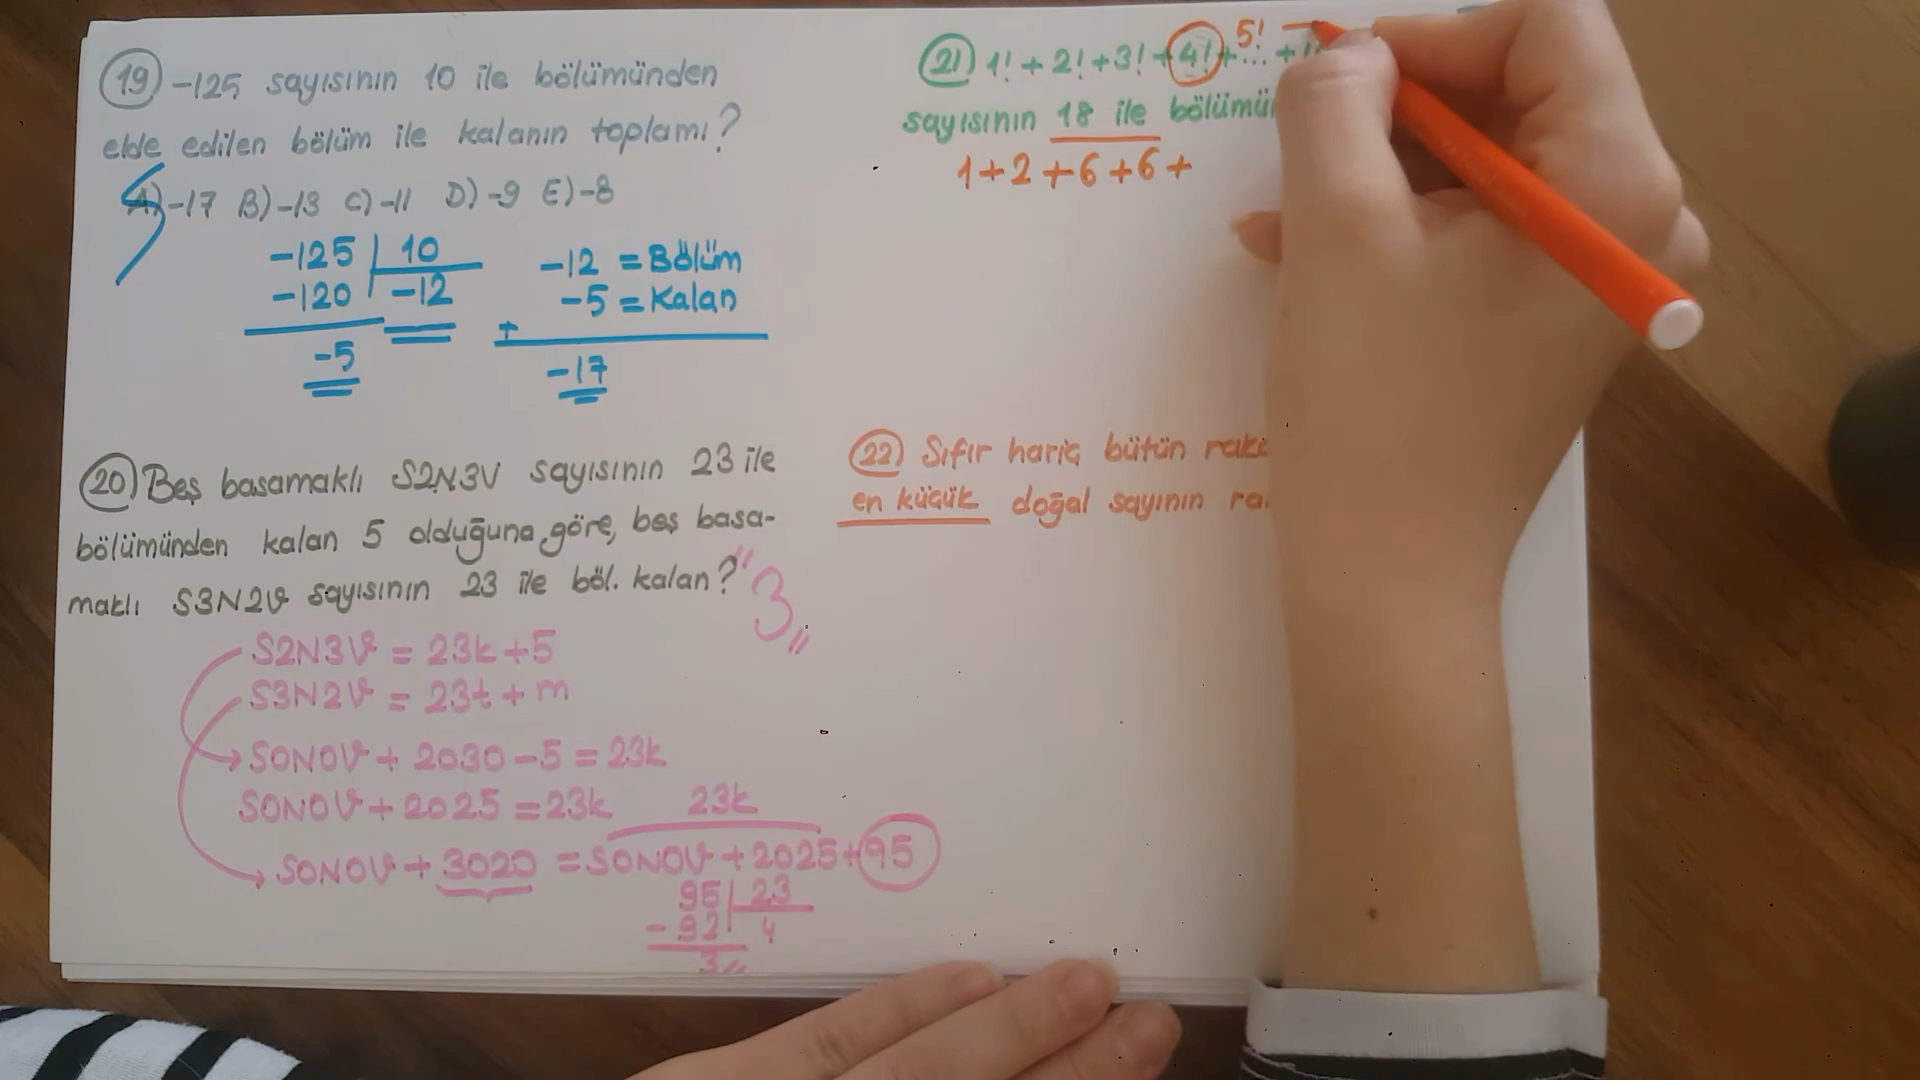 19 -125 sayısının 10 ile bölümünden
elde edilen bölüm ile kalanın toplamı?
A) -17 B) -13 C) -11 D) -9 E) -8
-125 | 10
-120 -12
-5
-12 = Bölüm
-5 = Kalan
+
-17
20 Beş basamaklı S2N3V sayısının 23 ile
bölümünden kalan 5 olduğuna göre, beş basa-
maklı S3N2V sayısının 23 ile böl. kalan? "3"
S2N3V = 23k + 5
S3N2V = 23t + m
S0N0V + 2030 - 5 = 23k
S0N0V + 2025 = 23k
23k
S0N0V + 3020 = S0N0V + 2025 + 95
95 | 23
- 92 4
3
5!
21 1! + 2! + 3! + 4! + ... +
sayısının 18 ile
1 + 2 + 6 + 6 +
22 Sıfır hariç bütün
en küçük doğal sayının